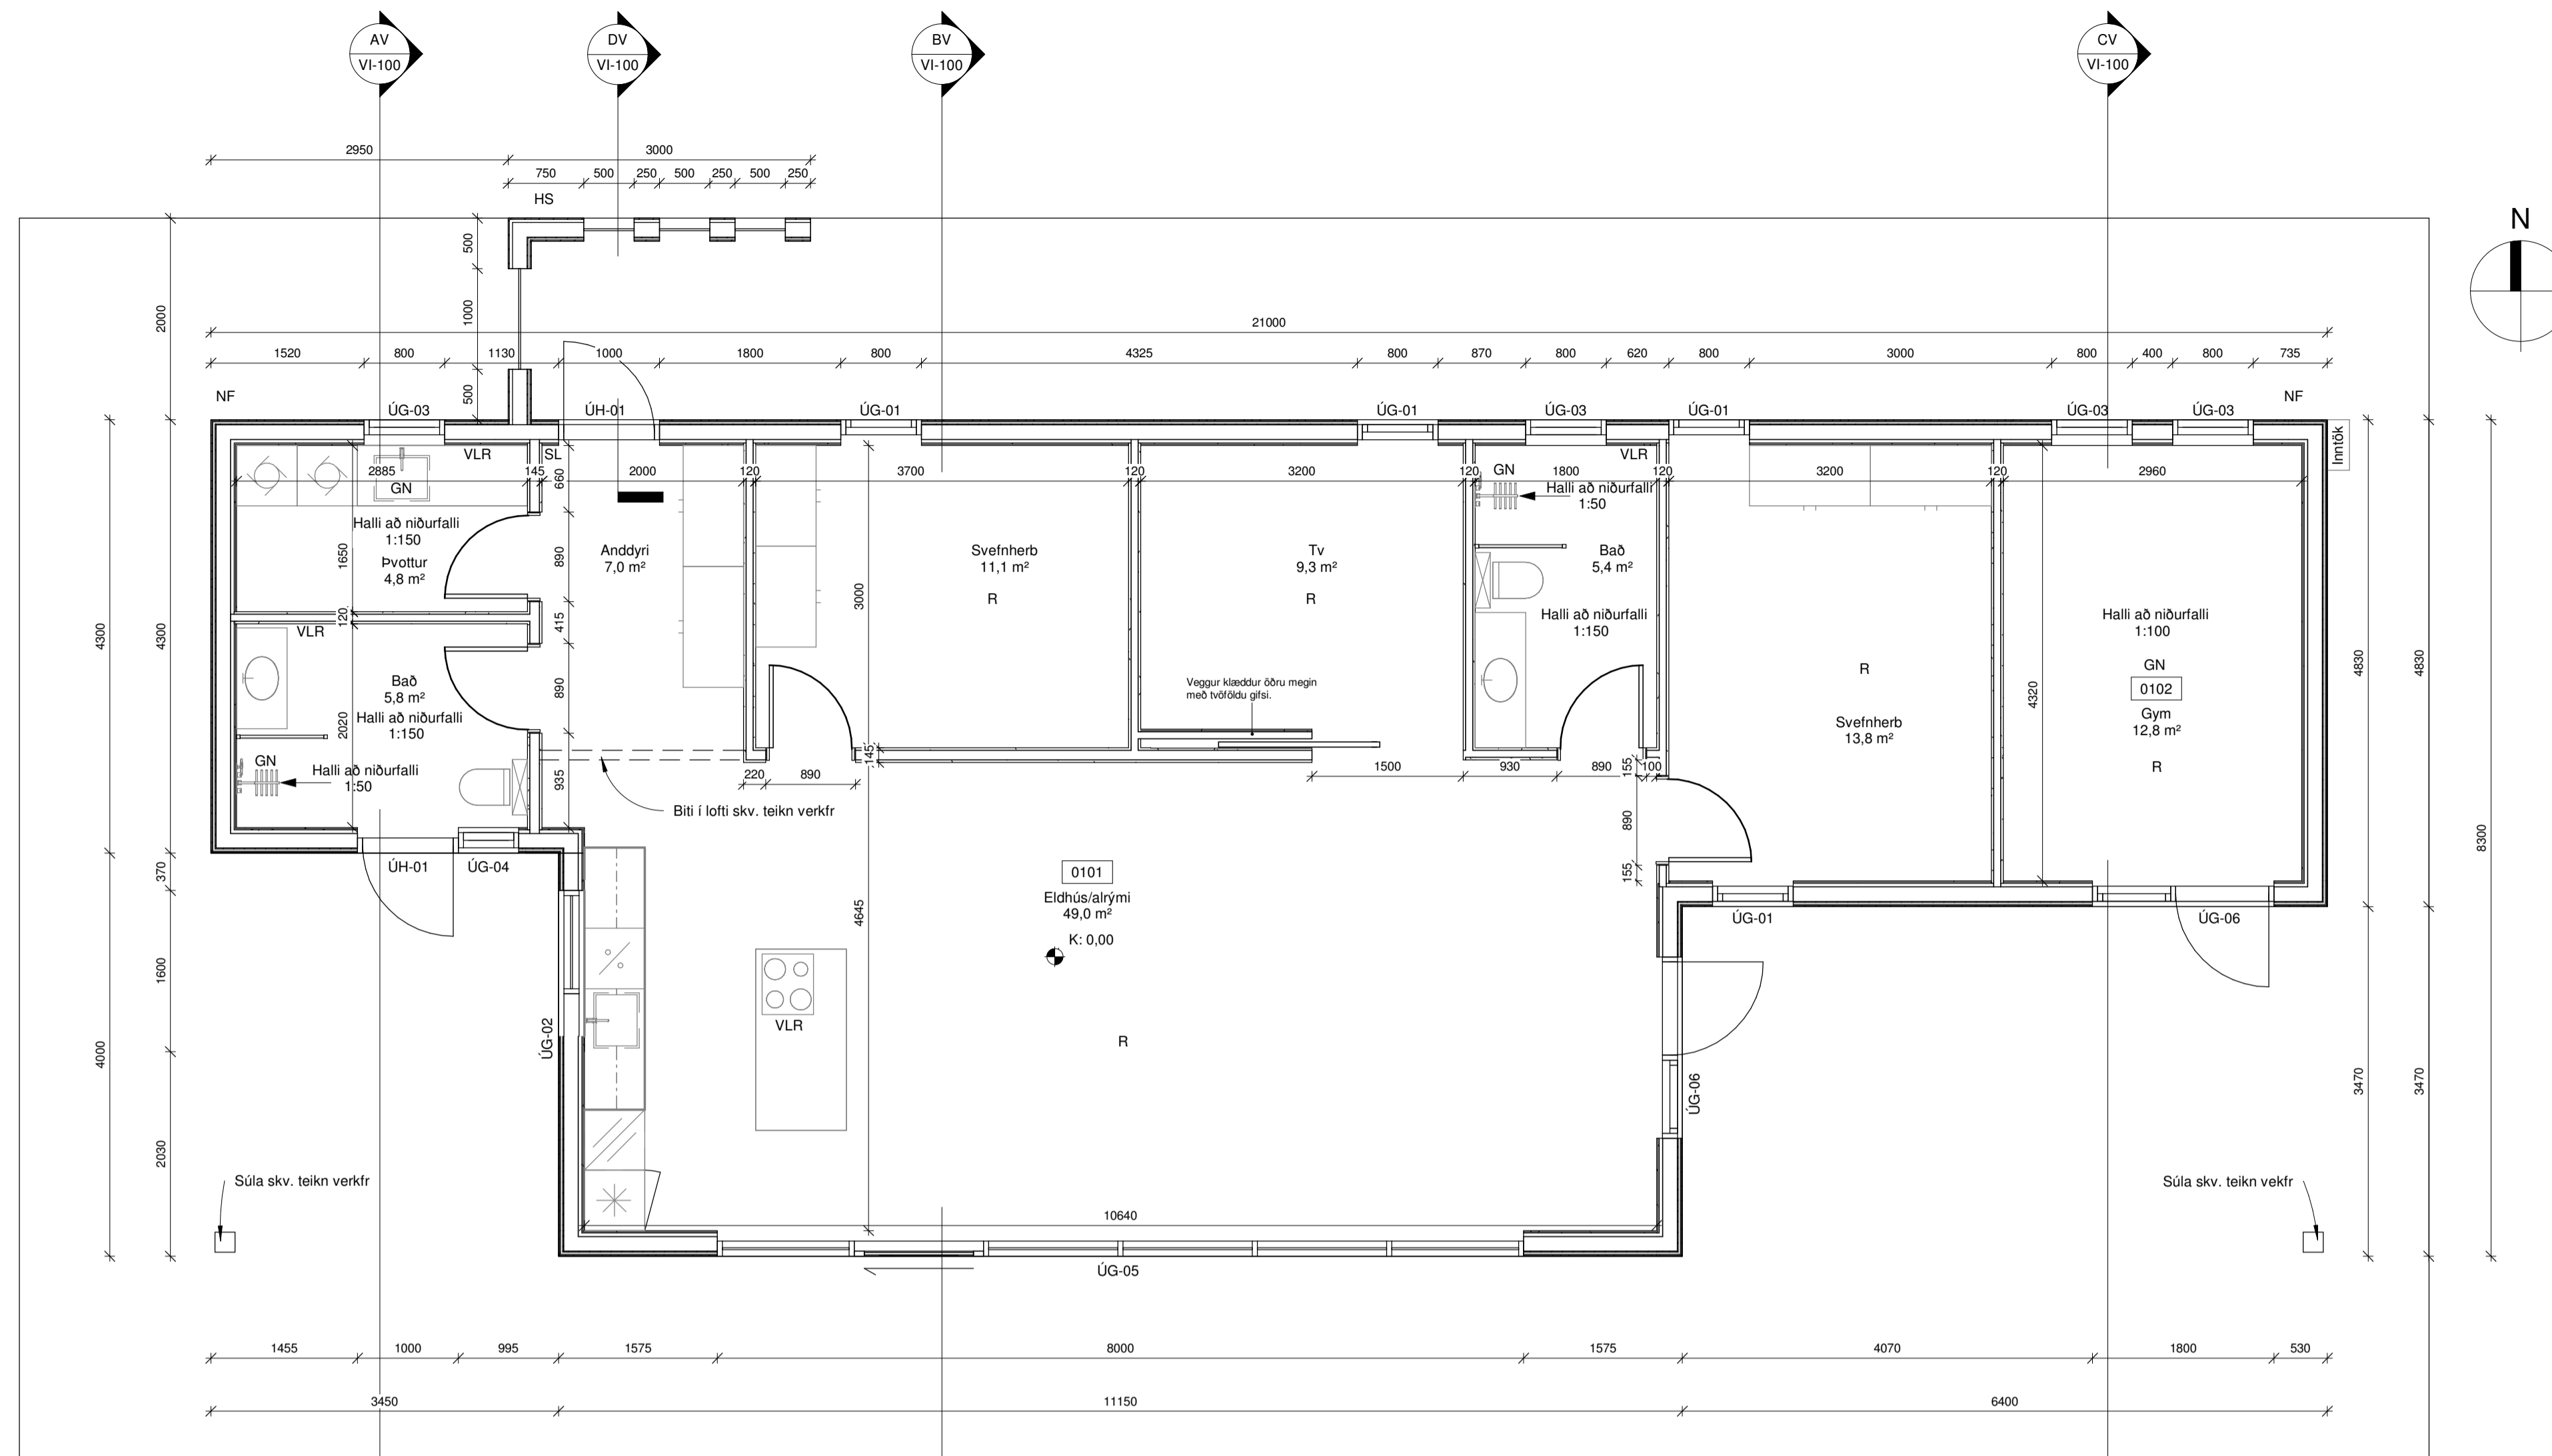 AV
VI-100
DV
VI-100
BV
VI-100
CV
VI-100
2950
3000
750
500
250
500
250
500
250
HS
N
500
1000
500
2000
21000
1520
800
1130
1000
1800
800
4325
800
870
800
620
800
3000
800
400
800
735
NF
ÚG-03
ÚH-01
ÚG-01
ÚG-01
ÚG-03
ÚG-01
ÚG-03
ÚG-03
NF
Inntök
VLR
SL
VLR
2885
145
2000
120
3700
120
3200
120
1800
120
3200
120
2960
GN
GN
660
Halli að niðurfalli
1:150
Þvottur
4,8 m²
1650
890
Anddyri
7,0 m²
Svefnherb
11,1 m²
R
3000
Tv
9,3 m²
R
Halli að niðurfalli
1:50
Bað
5,4 m²
Halli að niðurfalli
1:150
Halli að niðurfalli
1:100
GN
0102
Gym
12,8 m²
R
R
Svefnherb
13,8 m²
4320
4300
4300
4830
4830
8300
120
415
VLR
890
Bað
5,8 m²
Halli að niðurfalli
1:150
2020
GN
Halli að niðurfalli
1:50
935
Veggur klæddur öðru megin
með tvöföldu gifsi.
145
220
890
1500
930
890
100
155
890
155
Biti í lofti skv. teikn verkfr
ÚH-01
ÚG-04
370
1600
2030
4000
ÚG-02
0101
Eldhús/alrými
49,0 m²
K: 0,00
4645
VLR
R
ÚG-01
ÚG-06
ÚG-06
3470
3470
Súla skv. teikn verkfr
Súla skv. teikn vekfr
10640
ÚG-05
1455
1000
995
1575
8000
1575
4070
1800
530
3450
11150
6400